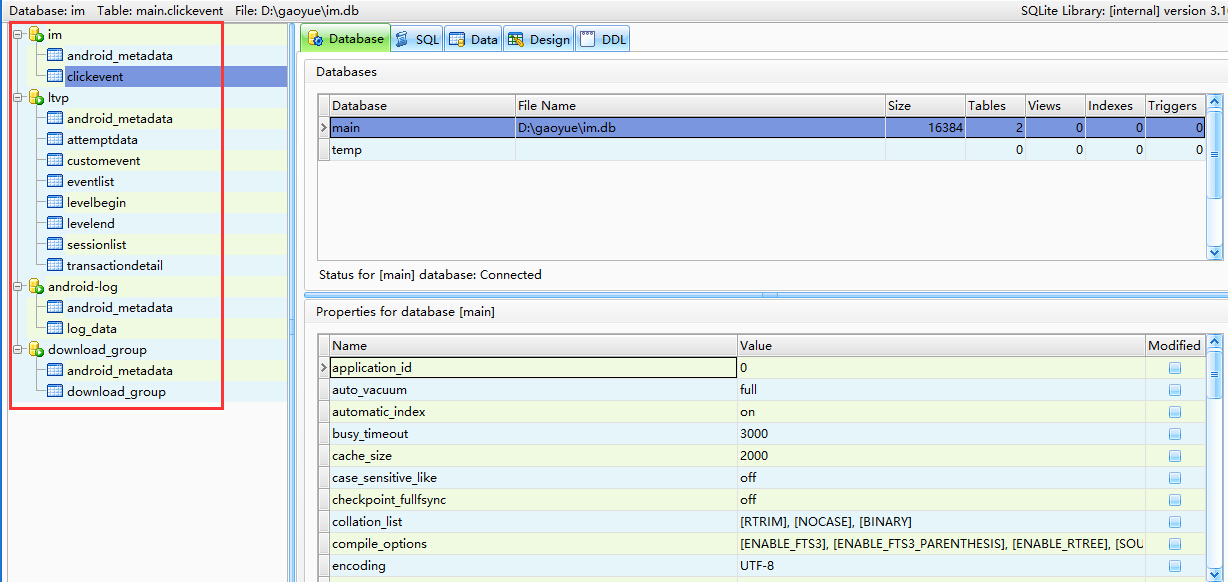 Database: im   Table: main.clickevent   File: D:\gaoyue\im.db   SQLite Library: [internal] version 3.1
im
android_metadata
clickevent
ltvp
android_metadata
attemptdata
customevent
eventlist
levelbegin
levelend
sessionlist
transactiondetail
android-log
android_metadata
log_data
download_group
android_metadata
download_group
Database   SQL   Data   Design   DDL
Databases
Database   File Name   Size   Tables   Views   Indexes   Triggers
main   D:\gaoyue\im.db   16384   2   0   0   0
temp   0   0   0   0
Status for [main] database: Connected
Properties for database [main]
Name   Value   Modified
application_id   0
auto_vacuum   full
automatic_index   on
busy_timeout   3000
cache_size   2000
case_sensitive_like   off
checkpoint_fullfsync   off
collation_list   [RTRIM], [NOCASE], [BINARY]
compile_options   [ENABLE_FTS3], [ENABLE_FTS3_PARENTHESIS], [ENABLE_RTREE], [SOU
encoding   UTF-8